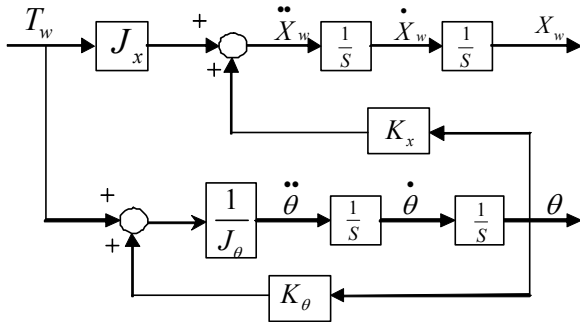 T_w J_x + + Ẍ_w 1/S Ẋ_w 1/S X_w
K_x
+ + 1/J_θ θ̈ 1/S θ̇ 1/S θ
K_θ